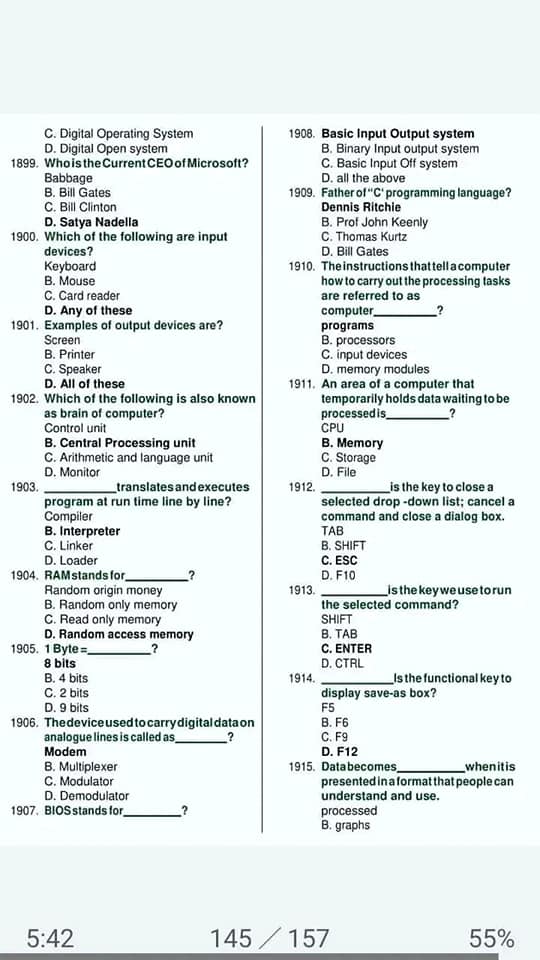 C. Digital Operating System
D. Digital Open system
1899. Who is the Current CEO of Microsoft?
Babbage
B. Bill Gates
C. Bill Clinton
D. Satya Nadella
1900. Which of the following are input
devices?
Keyboard
B. Mouse
C. Card reader
D. Any of these
1901. Examples of output devices are?
Screen
B. Printer
C. Speaker
D. All of these
1902. Which of the following is also known
as brain of computer?
Control unit
B. Central Processing unit
C. Arithmetic and language unit
D. Monitor
1903. __________translates and executes
program at run time line by line?
Compiler
B. Interpreter
C. Linker
D. Loader
1904. RAM stands for_________?
Random origin money
B. Random only memory
C. Read only memory
D. Random access memory
1905. 1 Byte=_________?
8 bits
B. 4 bits
C. 2 bits
D. 9 bits
1906. The device used to carry digital data on
analogue lines is called as_______?
Modem
B. Multiplexer
C. Modulator
D. Demodulator
1907. BIOS stands for________?
1908. Basic Input Output system
B. Binary Input output system
C. Basic Input Off system
D. all the above
1909. Father of “C‘ programming language?
Dennis Ritchie
B. Prof John Keenly
C. Thomas Kurtz
D. Bill Gates
1910. The instructions that tell a computer
how to carry out the processing tasks
are referred to as
computer_________?
programs
B. processors
C. input devices
D. memory modules
1911. An area of a computer that
temporarily holds data waiting to be
processed is_________?
CPU
B. Memory
C. Storage
D. File
1912. __________is the key to close a
selected drop -down list; cancel a
command and close a dialog box.
TAB
B. SHIFT
C. ESC
D. F10
1913. _________is the key we use to run
the selected command?
SHIFT
B. TAB
C. ENTER
D. CTRL
1914. __________Is the functional key to
display save-as box?
F5
B. F6
C. F9
D. F12
1915. Data becomes__________when it is
presented in a format that people can
understand and use.
processed
B. graphs
5:42
145 / 157
55%